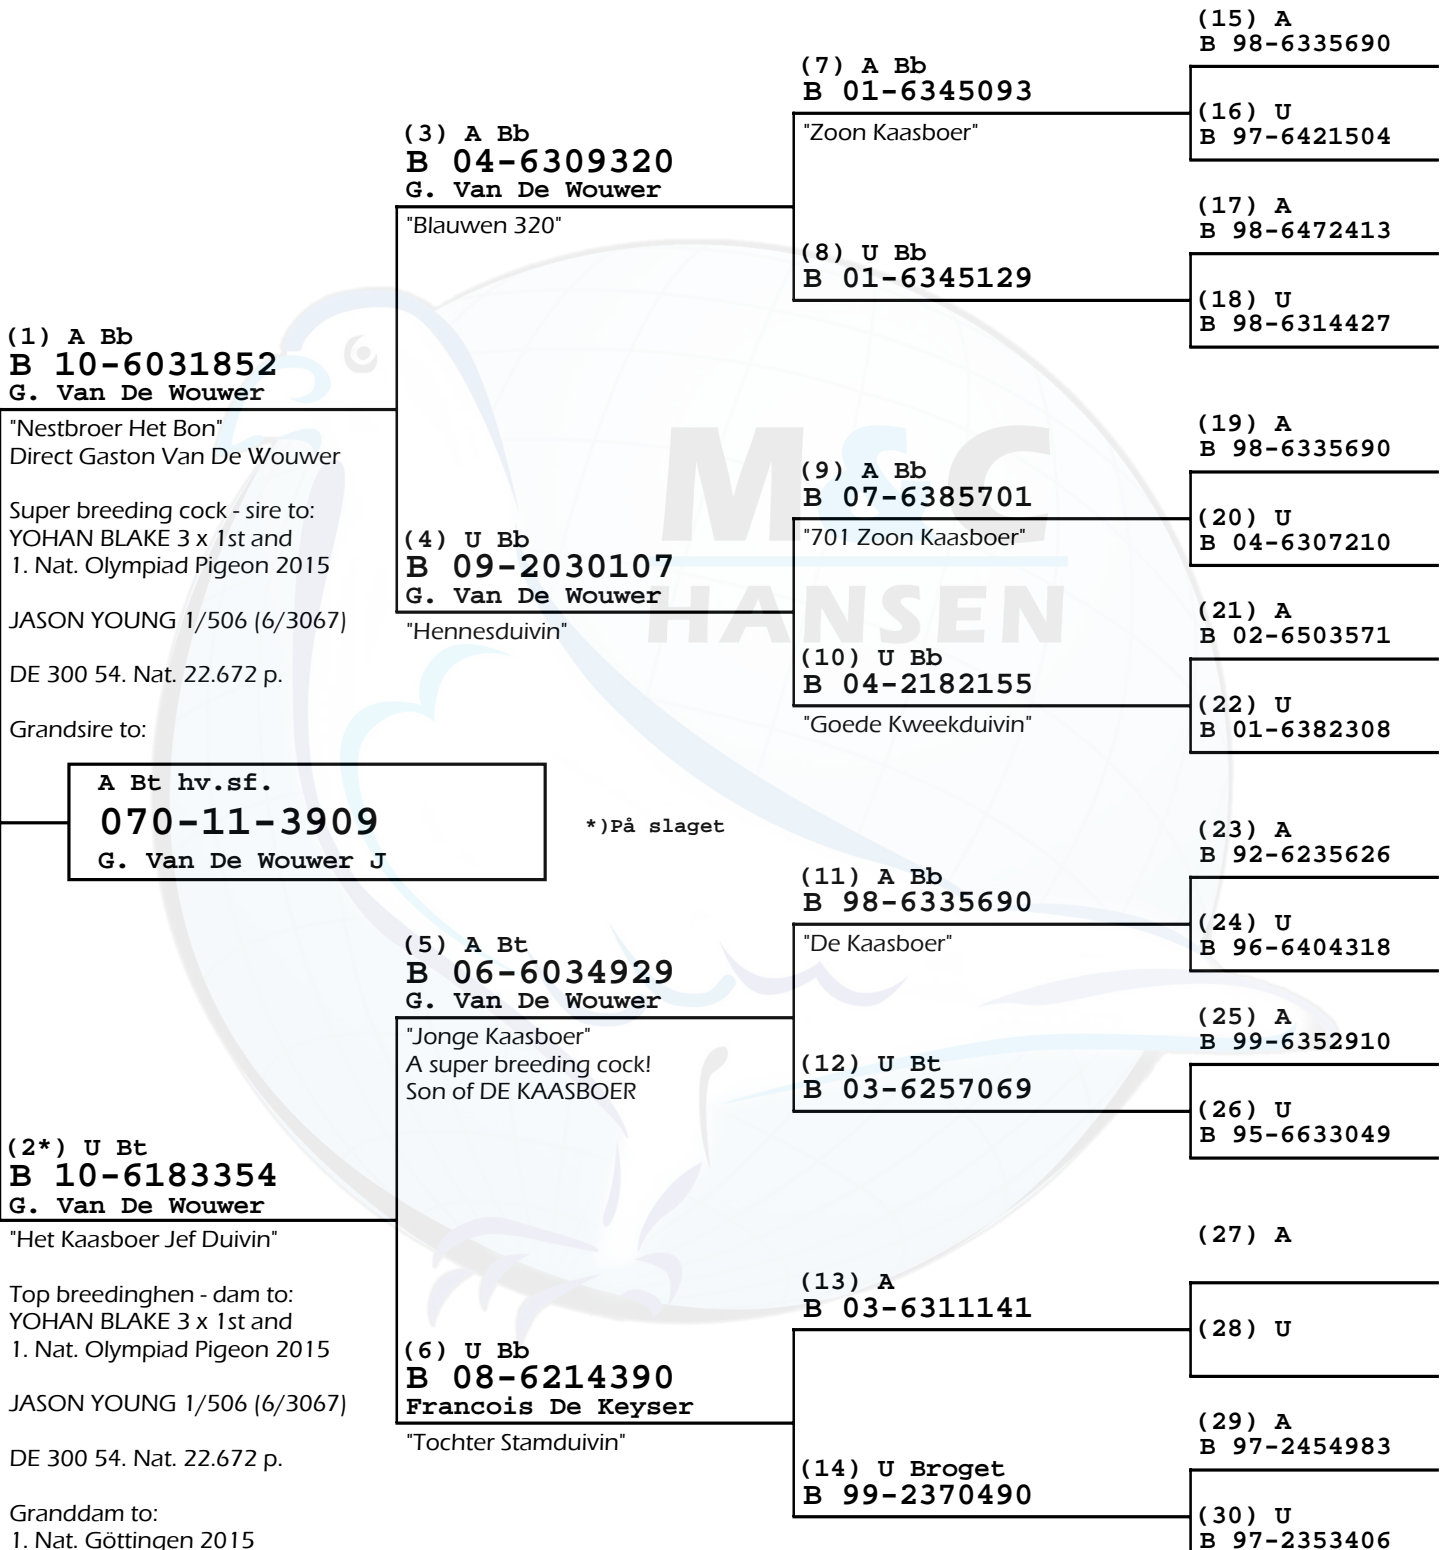 (1) A Bb
B 10-6031852
G. Van De Wouwer
"Nestbroer Het Bon"
Direct Gaston Van De Wouwer
Super breeding cock - sire to:
YOHAN BLAKE 3 x 1st and
1. Nat. Olympiad Pigeon 2015
JASON YOUNG 1/506 (6/3067)
DE 300 54. Nat. 22.672 p.
Grandsire to:
A Bt hv.sf.
070-11-3909
G. Van De Wouwer J
*)På slaget
(2*) U Bt
B 10-6183354
G. Van De Wouwer
"Het Kaasboer Jef Duivin"
Top breedinghen - dam to:
YOHAN BLAKE 3 x 1st and
1. Nat. Olympiad Pigeon 2015
JASON YOUNG 1/506 (6/3067)
DE 300 54. Nat. 22.672 p.
Granddam to:
1. Nat. Göttingen 2015
(3) A Bb
B 04-6309320
G. Van De Wouwer
"Blauwen 320"
(4) U Bb
B 09-2030107
G. Van De Wouwer
"Hennesduivin"
(5) A Bt
B 06-6034929
G. Van De Wouwer
"Jonge Kaasboer"
A super breeding cock!
Son of DE KAASBOER
(6) U Bb
B 08-6214390
Francois De Keyser
"Tochter Stamduivin"
(7) A Bb
B 01-6345093
"Zoon Kaasboer"
(8) U Bb
B 01-6345129
M&C
HANSEN
(9) A Bb
B 07-6385701
"701 Zoon Kaasboer"
(10) U Bb
B 04-2182155
"Goede Kweekduivin"
(11) A Bb
B 98-6335690
"De Kaasboer"
(12) U Bt
B 03-6257069
(13) A
B 03-6311141
(14) U Broget
B 99-2370490
(15) A
B 98-6335690
(16) U
B 97-6421504
(17) A
B 98-6472413
(18) U
B 98-6314427
(19) A
B 98-6335690
(20) U
B 04-6307210
(21) A
B 02-6503571
(22) U
B 01-6382308
(23) A
B 92-6235626
(24) U
B 96-6404318
(25) A
B 99-6352910
(26) U
B 95-6633049
(27) A
(28) U
(29) A
B 97-2454983
(30) U
B 97-2353406